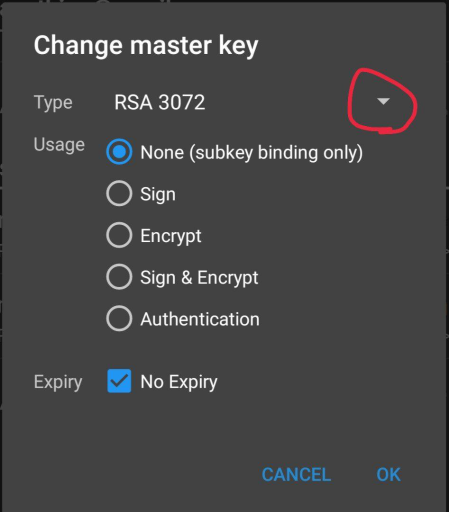 Change master key
Type RSA 3072
Usage None (subkey binding only)
Sign
Encrypt
Sign & Encrypt
Authentication
Expiry No Expiry
CANCEL OK